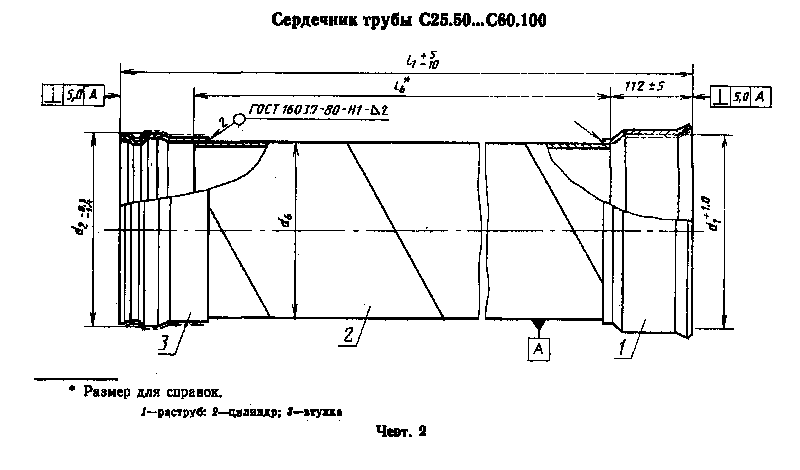 Сердечник трубы С25.50...С60.100
l₁ +5 −10
l₆*
112±5
⊥ 5,0 А
⊥ 5,0 А
2 ГОСТ 16037-80-Н1-⊿2
d₆
d₁ +1,0
3
2
А
1
* Размер для справок.
1—раструб; 2—цилиндр; 3—втулка
Черт. 2